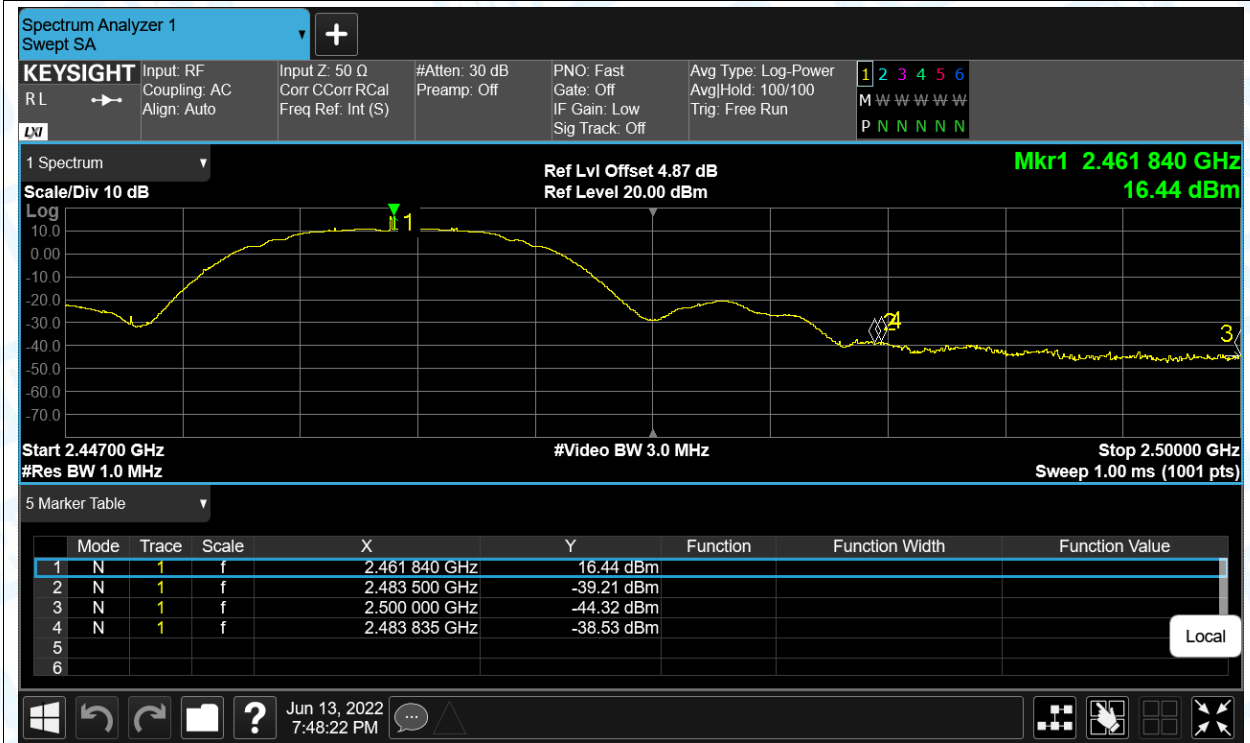 Spectrum Analyzer 1
Swept SA
+
KEYSIGHT
R L
LXI
Input: RF
Coupling: AC
Align: Auto
Input Z: 50 Ω
Corr CCorr RCal
Freq Ref: Int (S)
#Atten: 30 dB
Preamp: Off
PNO: Fast
Gate: Off
IF Gain: Low
Sig Track: Off
Avg Type: Log-Power
Avg|Hold: 100/100
Trig: Free Run
1 2 3 4 5 6
M W W W W W
P N N N N N
1 Spectrum
Scale/Div 10 dB
Ref Lvl Offset 4.87 dB
Ref Level 20.00 dBm
Mkr1 2.461 840 GHz
16.44 dBm
Log
10.0
0.00
-10.0
-20.0
-30.0
-40.0
-50.0
-60.0
-70.0
1
2
4
3
Start 2.44700 GHz
#Res BW 1.0 MHz
#Video BW 3.0 MHz
Stop 2.50000 GHz
Sweep 1.00 ms (1001 pts)
5 Marker Table
Mode Trace Scale X Y Function Function Width Function Value
1 N 1 f 2.461 840 GHz 16.44 dBm
2 N 1 f 2.483 500 GHz -39.21 dBm
3 N 1 f 2.500 000 GHz -44.32 dBm
4 N 1 f 2.483 835 GHz -38.53 dBm
5
6
Local
?
Jun 13, 2022
7:48:22 PM